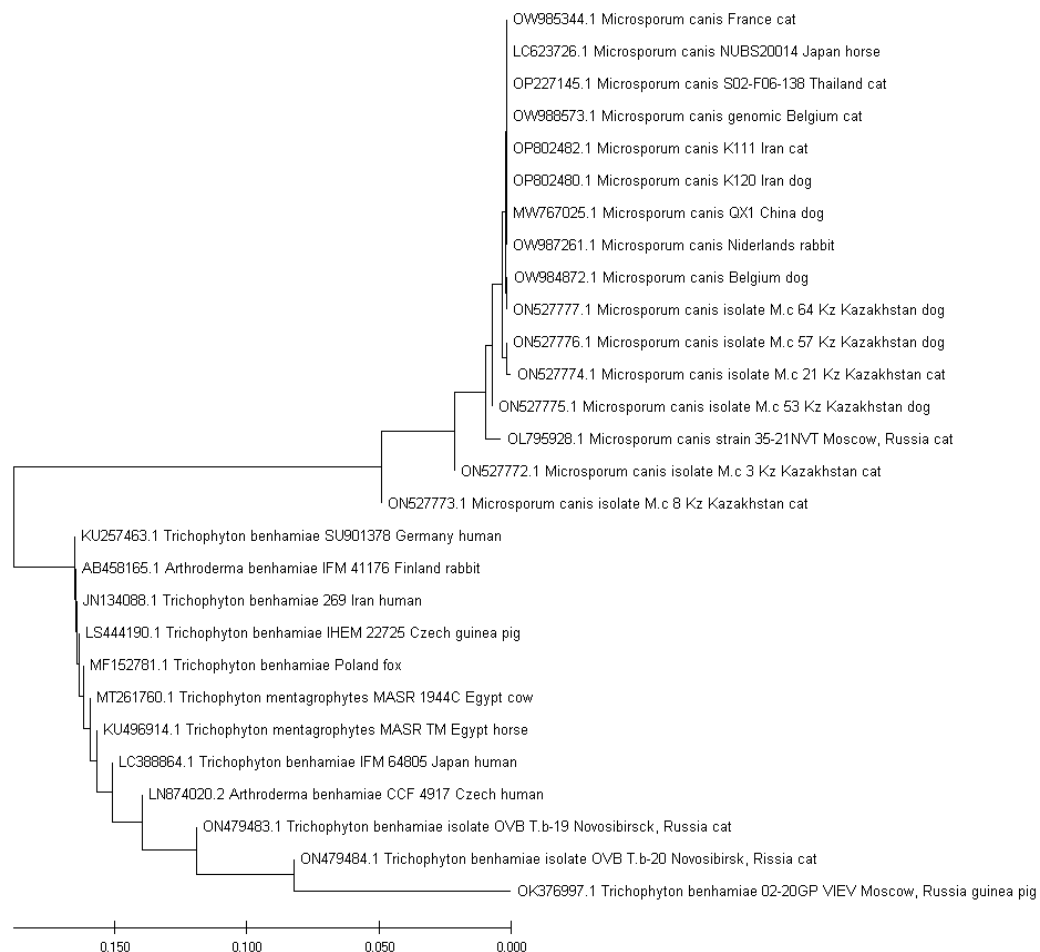 OW985344.1 Microsporum canis France cat
LC623726.1 Microsporum canis NUBS20014 Japan horse
OP227145.1 Microsporum canis S02-F06-138 Thailand cat
OW988573.1 Microsporum canis genomic Belgium cat
OP802482.1 Microsporum canis K111 Iran cat
OP802480.1 Microsporum canis K120 Iran dog
MW767025.1 Microsporum canis QX1 China dog
OW987261.1 Microsporum canis Niderlands rabbit
OW984872.1 Microsporum canis Belgium dog
ON527777.1 Microsporum canis isolate M.c 64 Kz Kazakhstan dog
ON527776.1 Microsporum canis isolate M.c 57 Kz Kazakhstan dog
ON527774.1 Microsporum canis isolate M.c 21 Kz Kazakhstan cat
ON527775.1 Microsporum canis isolate M.c 53 Kz Kazakhstan dog
OL795928.1 Microsporum canis strain 35-21NVT Moscow, Russia cat
ON527772.1 Microsporum canis isolate M.c 3 Kz Kazakhstan cat
ON527773.1 Microsporum canis isolate M.c 8 Kz Kazakhstan cat
KU257463.1 Trichophyton benhamiae SU901378 Germany human
AB458165.1 Arthroderma benhamiae IFM 41176 Finland rabbit
JN134088.1 Trichophyton benhamiae 269 Iran human
LS444190.1 Trichophyton benhamiae IHEM 22725 Czech guinea pig
MF152781.1 Trichophyton benhamiae Poland fox
MT261760.1 Trichophyton mentagrophytes MASR 1944C Egypt cow
KU496914.1 Trichophyton mentagrophytes MASR TM Egypt horse
LC388864.1 Trichophyton benhamiae IFM 64805 Japan human
LN874020.2 Arthroderma benhamiae CCF 4917 Czech human
ON479483.1 Trichophyton benhamiae isolate OVB T.b-19 Novosibirsck, Russia cat
ON479484.1 Trichophyton benhamiae isolate OVB T.b-20 Novosibirsk, Rissia cat
OK376997.1 Trichophyton benhamiae 02-20GP VIEV Moscow, Russia guinea pig
0.150 0.100 0.050 0.000